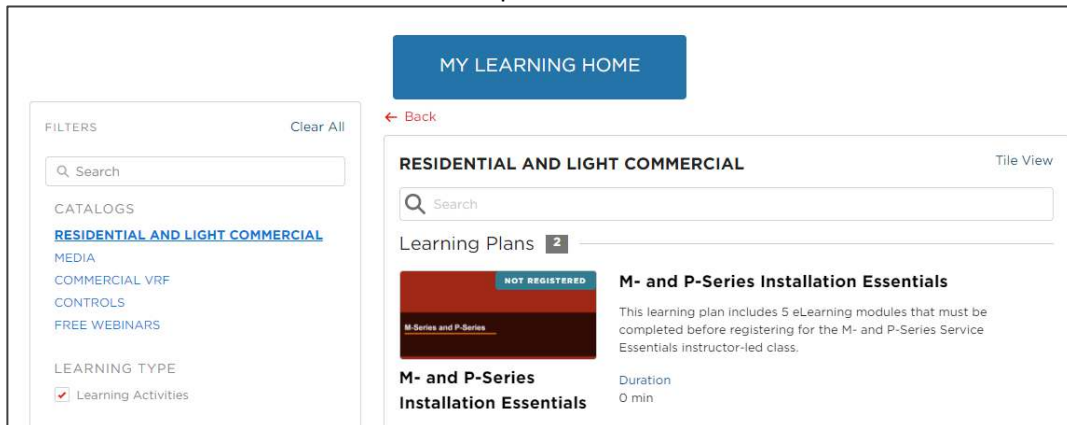 MY LEARNING HOME
FILTERS
Clear All
Search
CATALOGS
RESIDENTIAL AND LIGHT COMMERCIAL
MEDIA
COMMERCIAL VRF
CONTROLS
FREE WEBINARS
LEARNING TYPE
Learning Activities
← Back
RESIDENTIAL AND LIGHT COMMERCIAL
Tile View
Search
Learning Plans 2
NOT REGISTERED
M-Series and P-Series
M- and P-Series
Installation Essentials
M- and P-Series Installation Essentials
This learning plan includes 5 eLearning modules that must be
completed before registering for the M- and P-Series Service
Essentials instructor-led class.
Duration
0 min